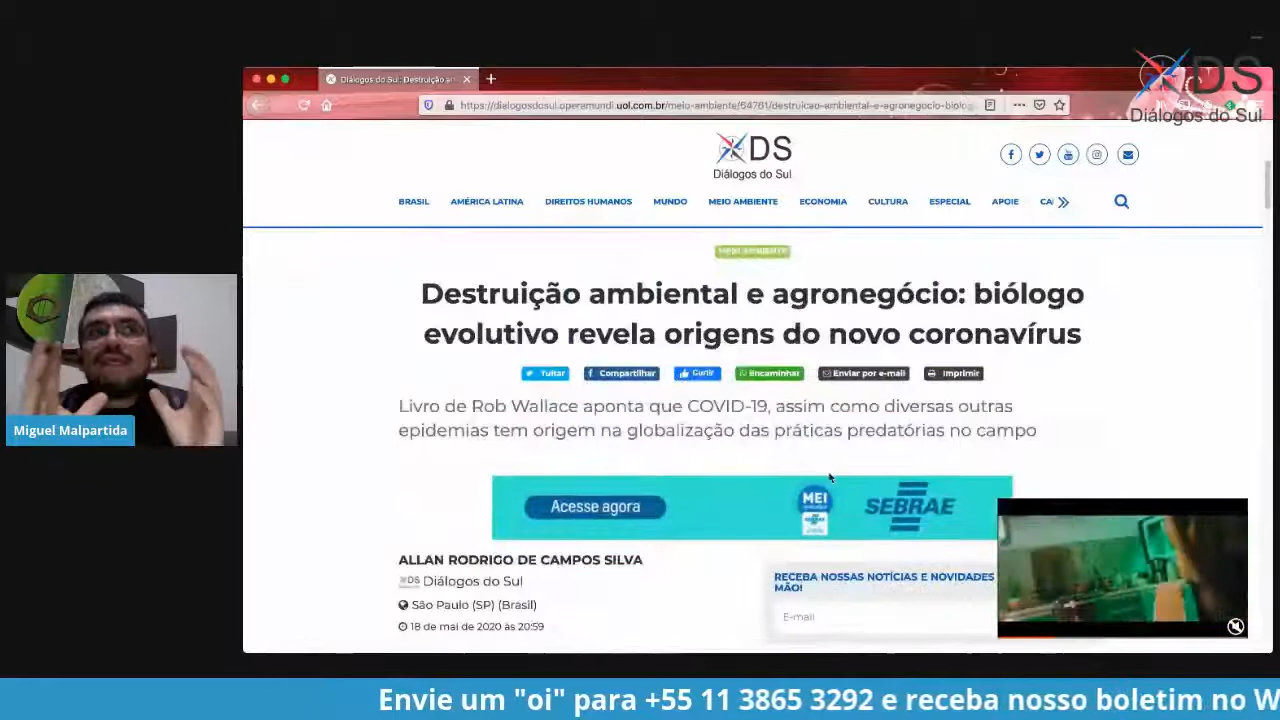 DS
Diálogos do Sul
Diálogos do Sul: Destruição an
https://dialogosdosul.operamundi.uol.com.br/meio-ambiente/64761/destruicao-ambiental-e-agronegocio-biolog
DS
Diálogos do Sul
BRASIL AMÉRICA LATINA DIREITOS HUMANOS MUNDO MEIO AMBIENTE ECONOMIA CULTURA ESPECIAL APOIE CA
MEIO AMBIENTE
Destruição ambiental e agronegócio: biólogo
evolutivo revela origens do novo coronavírus
Tuitar Compartilhar Curtir Encaminhar Enviar por e-mail Imprimir
Livro de Rob Wallace aponta que COVID-19, assim como diversas outras
epidemias tem origem na globalização das práticas predatórias no campo
Acesse agora MEI SEBRAE
ALLAN RODRIGO DE CAMPOS SILVA
DS Diálogos do Sul
São Paulo (SP) (Brasil)
18 de mai de 2020 às 20:59
RECEBA NOSSAS NOTÍCIAS E NOVIDADES
MÃO!
E-mail
Miguel Malpartida
Envie um "oi" para +55 11 3865 3292 e receba nosso boletim no W